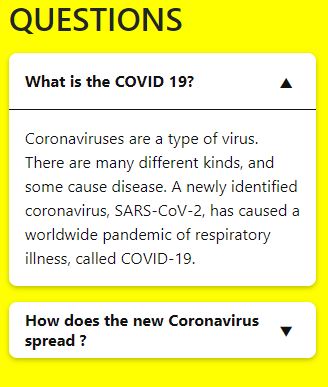 QUESTIONS
What is the COVID 19? ▲
Coronaviruses are a type of virus.
There are many different kinds, and
some cause disease. A newly identified
coronavirus, SARS-CoV-2, has caused a
worldwide pandemic of respiratory
illness, called COVID-19.
How does the new Coronavirus
spread ? ▼